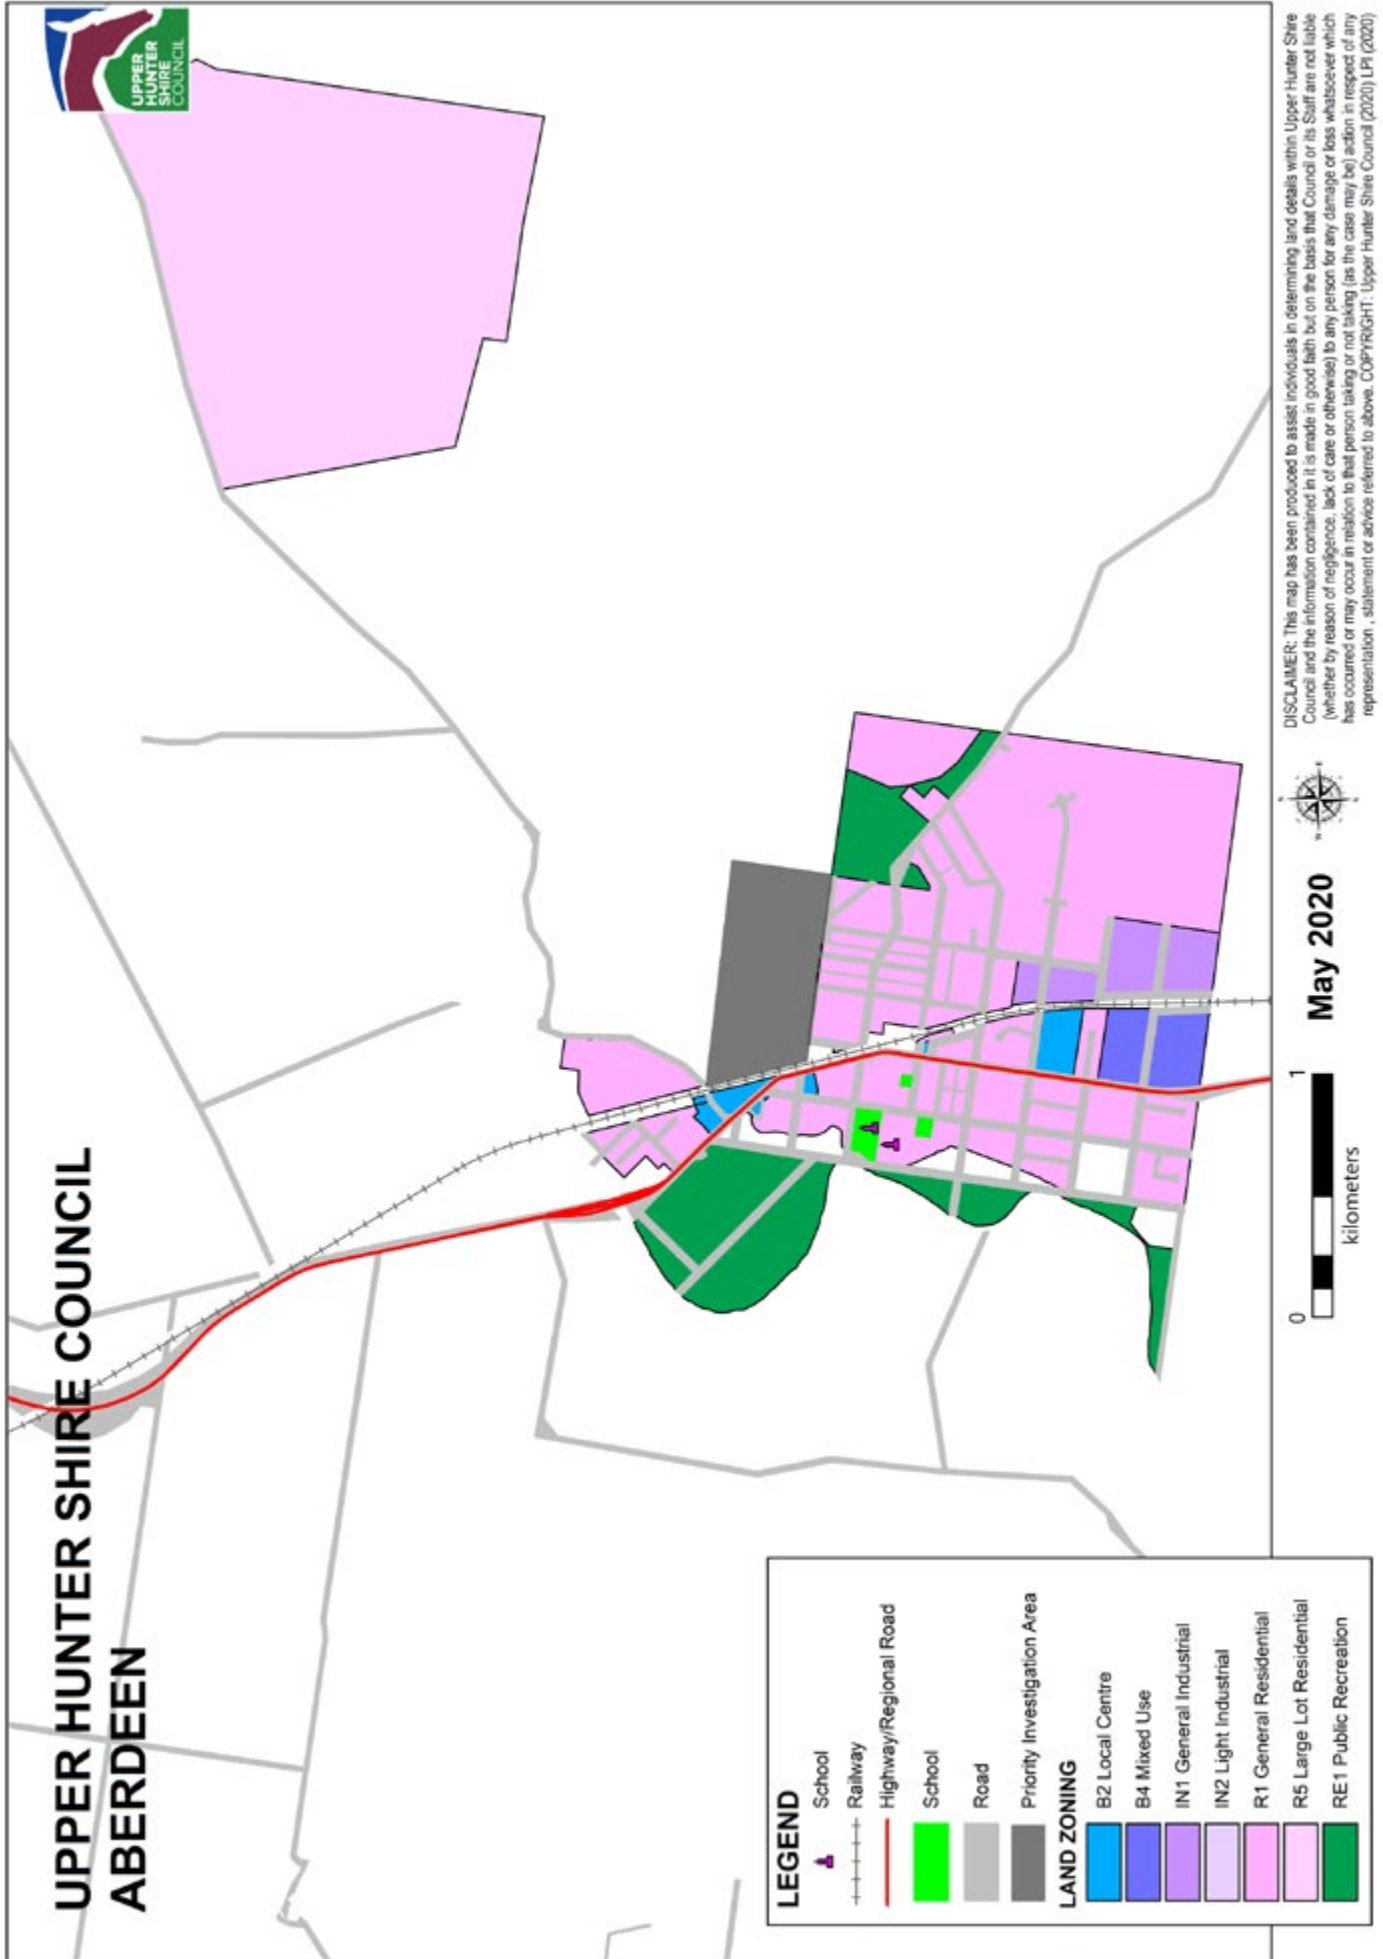 UPPER HUNTER SHIRE COUNCIL
ABERDEEN
UPPER
HUNTER
SHIRE
COUNCIL
LEGEND
School
Railway
Highway/Regional Road
School
Road
Priority Investigation Area
LAND ZONING
B2 Local Centre
B4 Mixed Use
IN1 General Industrial
IN2 Light Industrial
R1 General Residential
R5 Large Lot Residential
RE1 Public Recreation
0
1
kilometers
May 2020
DISCLAIMER: This map has been produced to assist individuals in determining land details within Upper Hunter Shire
Council and the information contained in it is made in good faith but on the basis that Council or its Staff are not liable
(whether by reason of negligence, lack of care or otherwise) to any person for any damage or loss whatsoever which
has occurred or may occur in relation to that person taking or not taking (as the case may be) action in respect of any
representation , statement or advice referred to above. COPYRIGHT: Upper Hunter Shire Council (2020) LPI (2020)